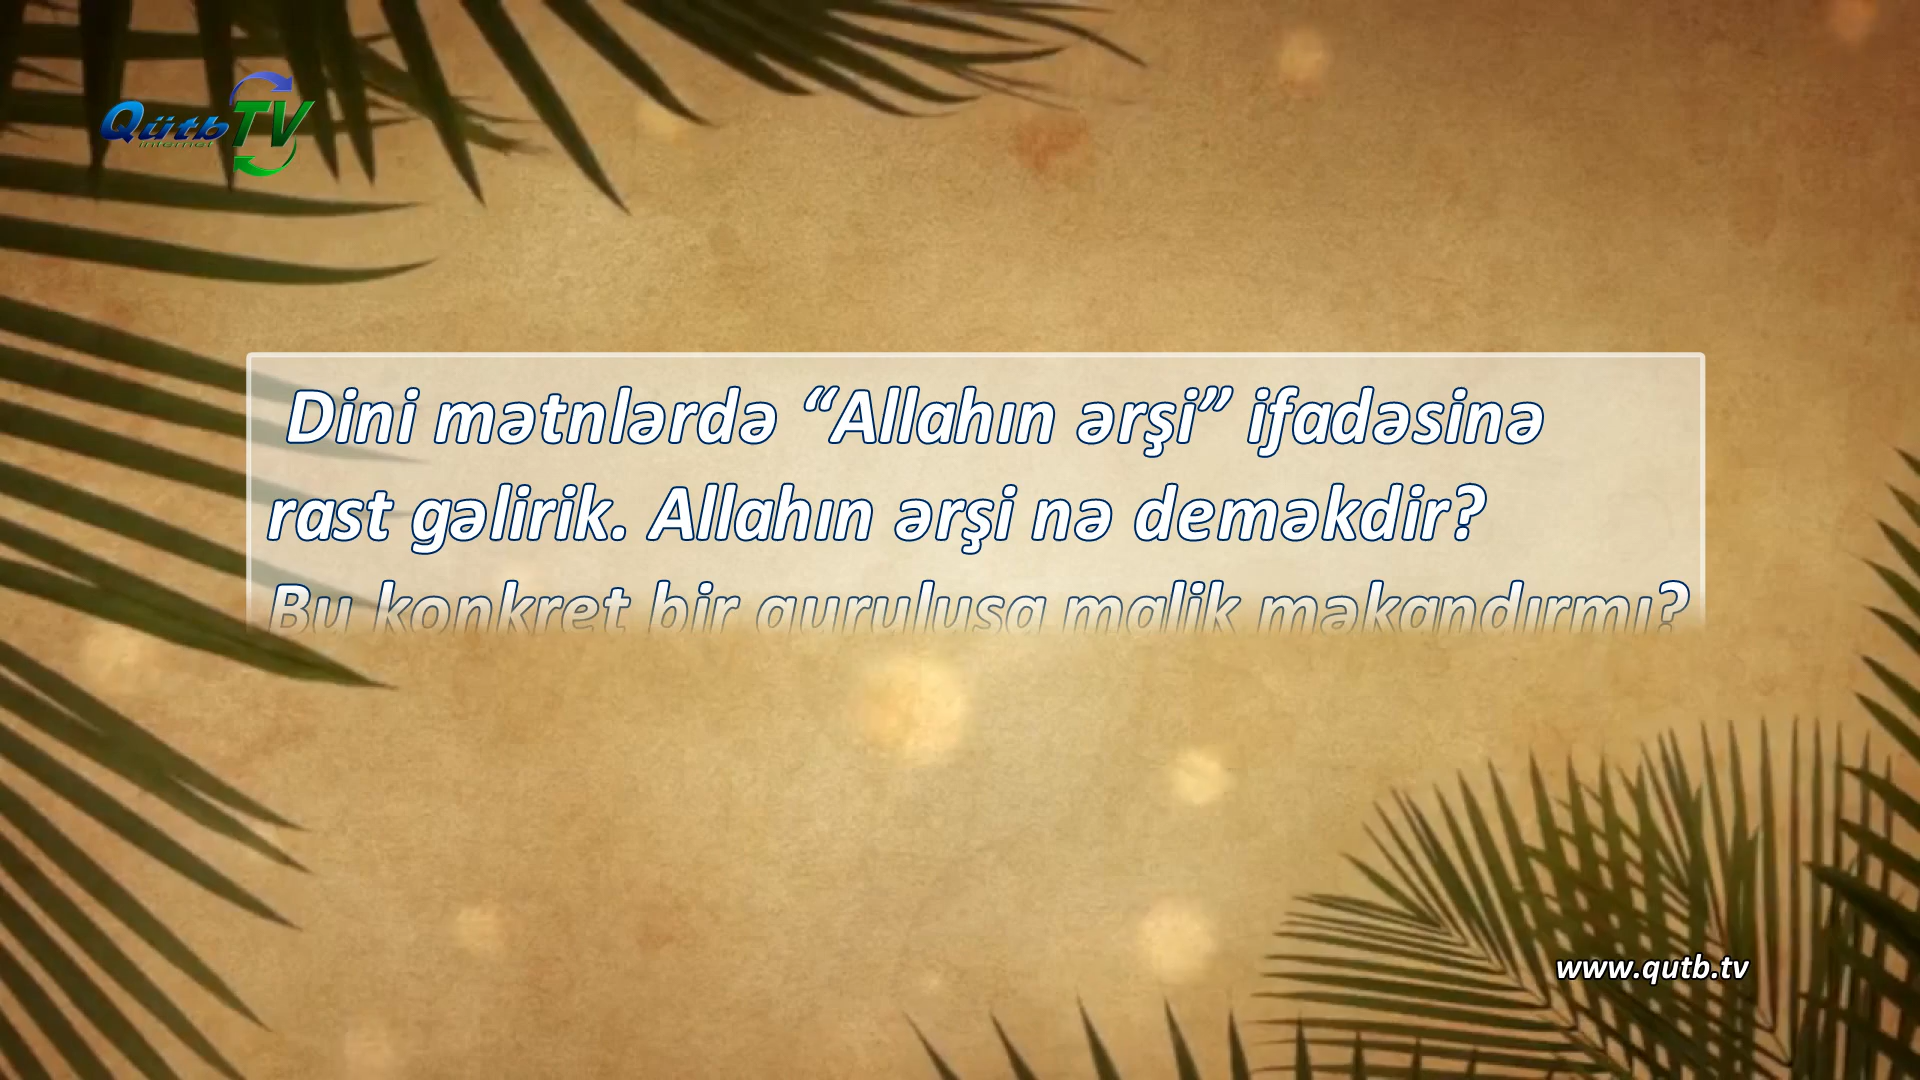 Qütb TV
internet
Dini mətnlərdə “Allahın ərşi” ifadəsinə
rast gəlirik. Allahın ərşi nə deməkdir?
Bu konkret bir quruluşa malik məkandırmı?
www.qutb.tv